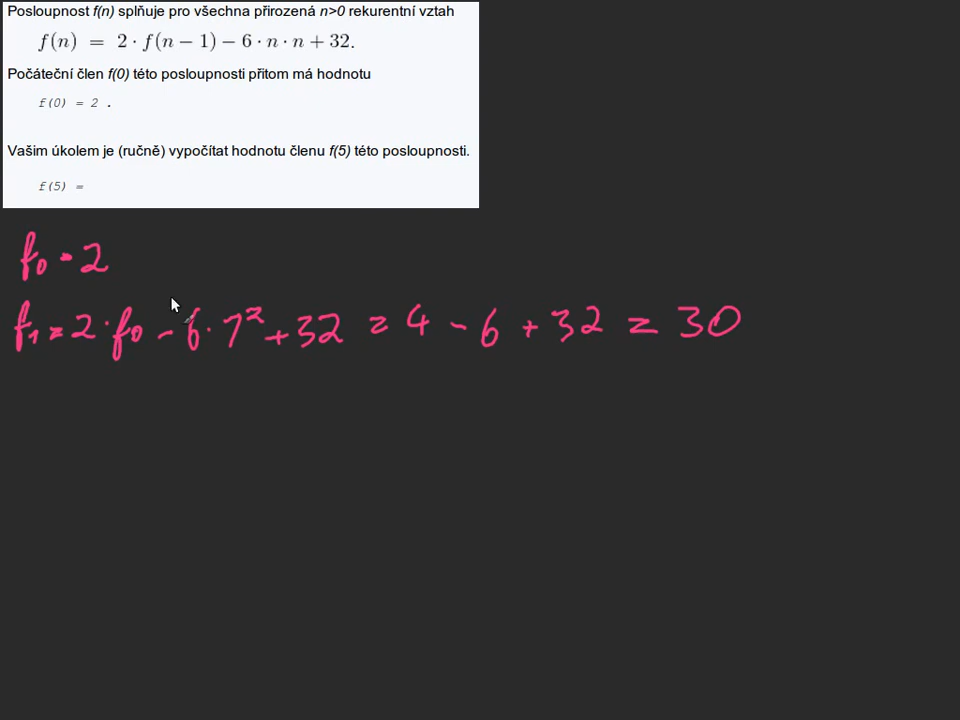 Posloupnost f(n) splňuje pro všechna přirozená n>0 rekurentní vztah
f(n) = 2 · f(n − 1) − 6 · n · n + 32.
Počáteční člen f(0) této posloupnosti přitom má hodnotu
f(0) = 2 .
Vašim úkolem je (ručně) vypočítat hodnotu členu f(5) této posloupnosti.
f(5) =
f₀ = 2
f₁ = 2 · f₀ − 6 · 1² + 32 = 4 − 6 + 32 = 30